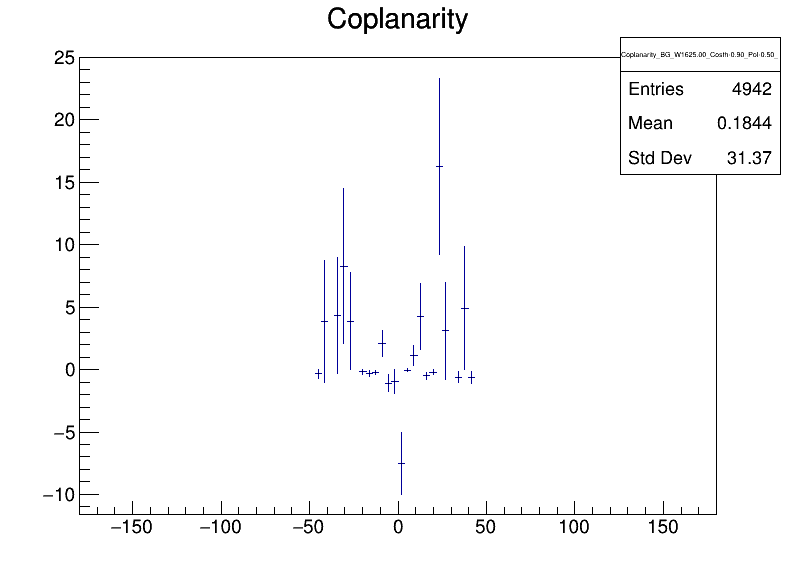 Coplanarity
Coplanarity_BG_W1625.00_Costh-0.90_Pol-0.50_
Entries 4942
Mean 0.1844
Std Dev 31.37
25
20
15
10
5
0
−5
−10
−150 −100 −50 0 50 100 150